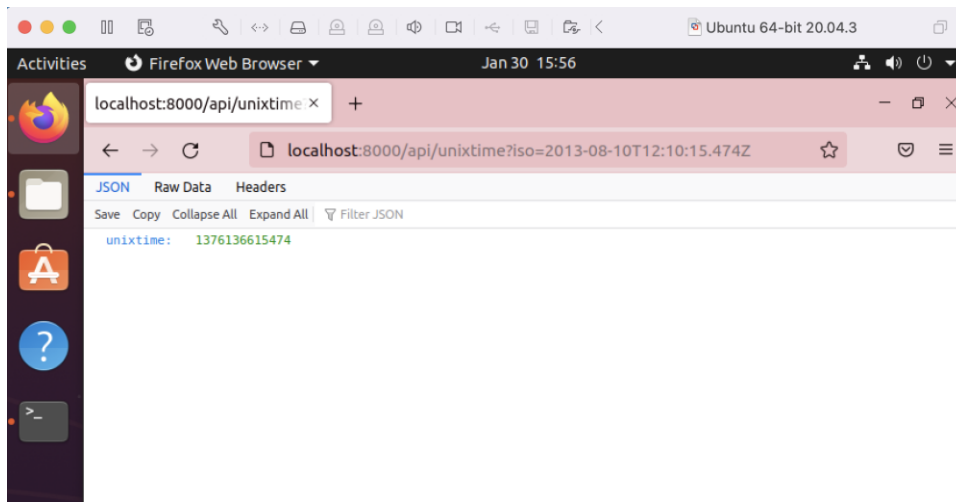 Ubuntu 64-bit 20.04.3
Activities Firefox Web Browser Jan 30 15:56
localhost:8000/api/unixtime
localhost:8000/api/unixtime?iso=2013-08-10T12:10:15.474Z
JSON Raw Data Headers
Save Copy Collapse All Expand All Filter JSON
unixtime: 1376136615474